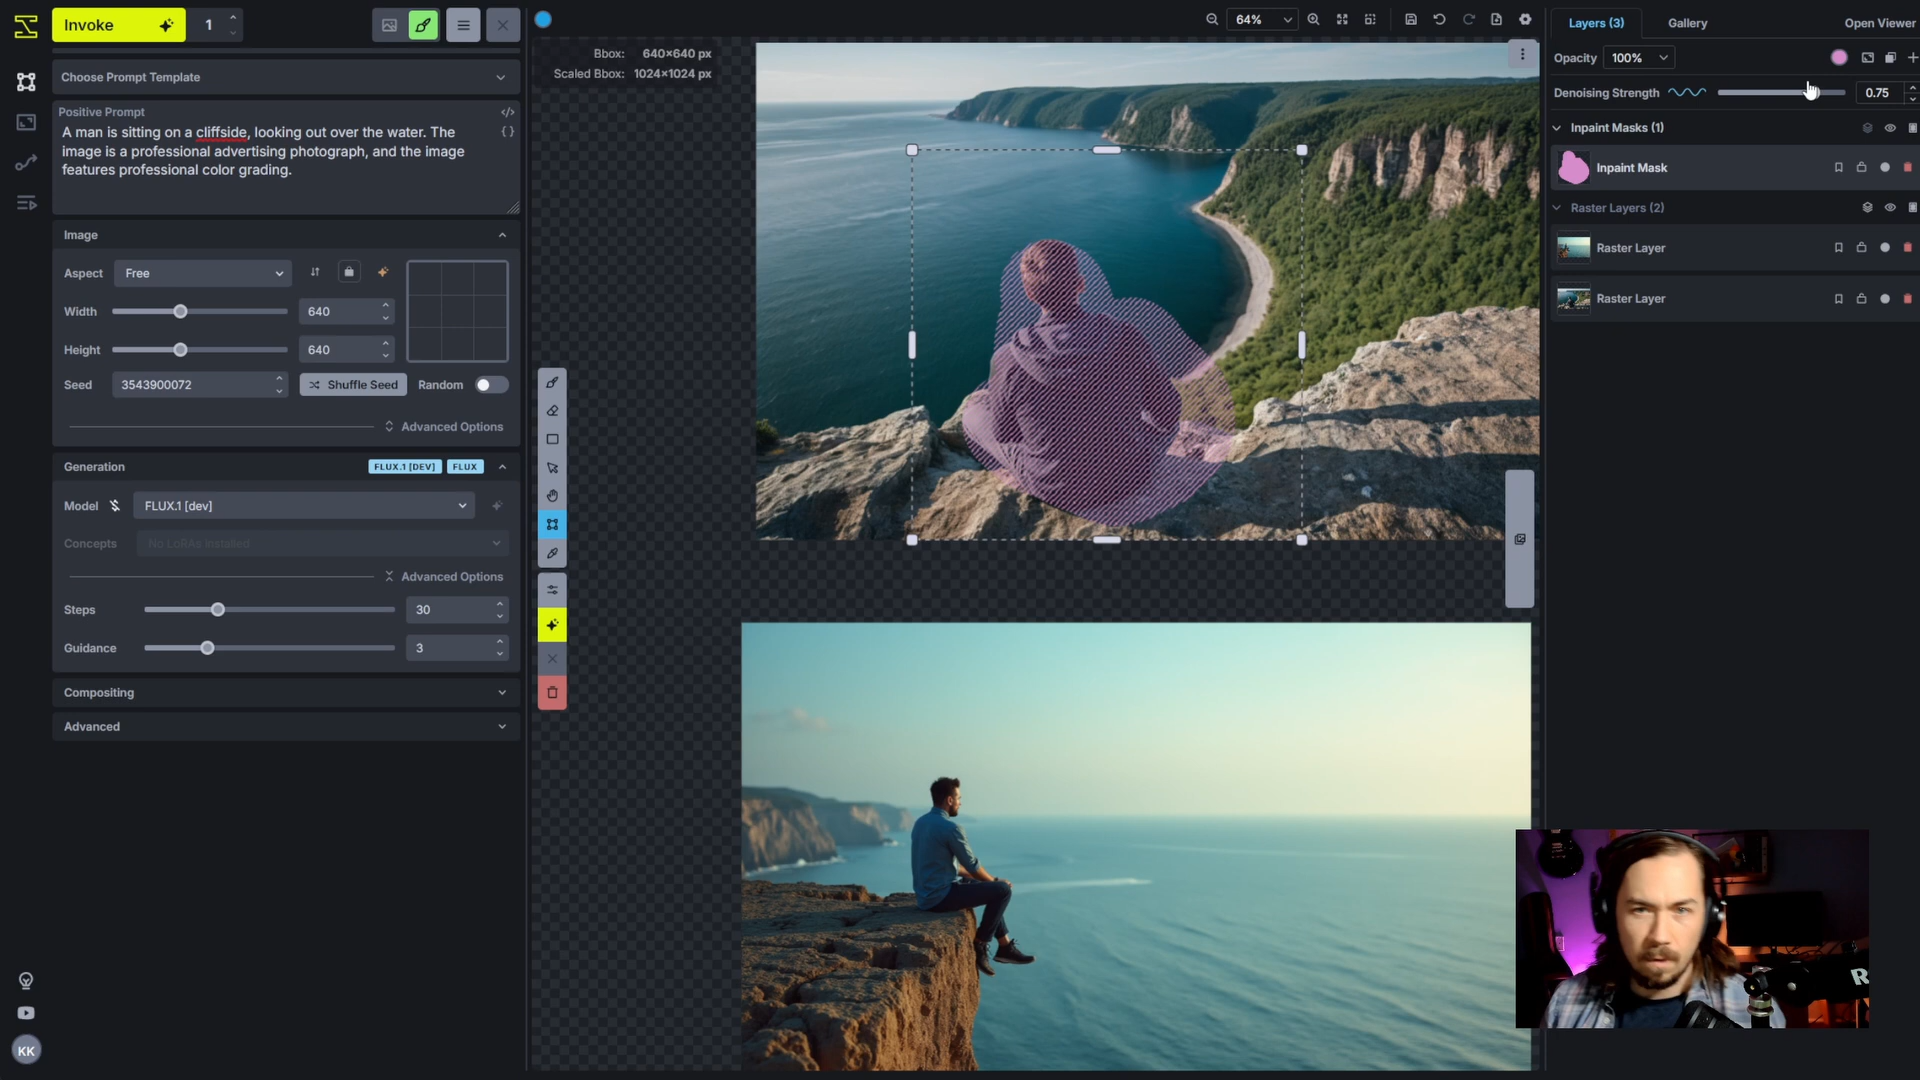 Invoke
1
Choose Prompt Template
Positive Prompt
A man is sitting on a cliffside, looking out over the water. The
image is a professional advertising photograph, and the image
features professional color grading.
Image
Aspect
Free
Width
640
Height
640
Seed
3543900072
Shuffle Seed
Random
Advanced Options
Generation
FLUX.1 [DEV]
FLUX
Model
FLUX.1 [dev]
Concepts
No LoRAs installed
Advanced Options
Steps
30
Guidance
3
Compositing
Advanced
KK
64%
Bbox: 640×640 px
Scaled Bbox: 1024×1024 px
Layers (3)
Gallery
Open Viewer
Opacity
100%
Denoising Strength
0.75
Inpaint Masks (1)
Inpaint Mask
Raster Layers (2)
Raster Layer
Raster Layer
R